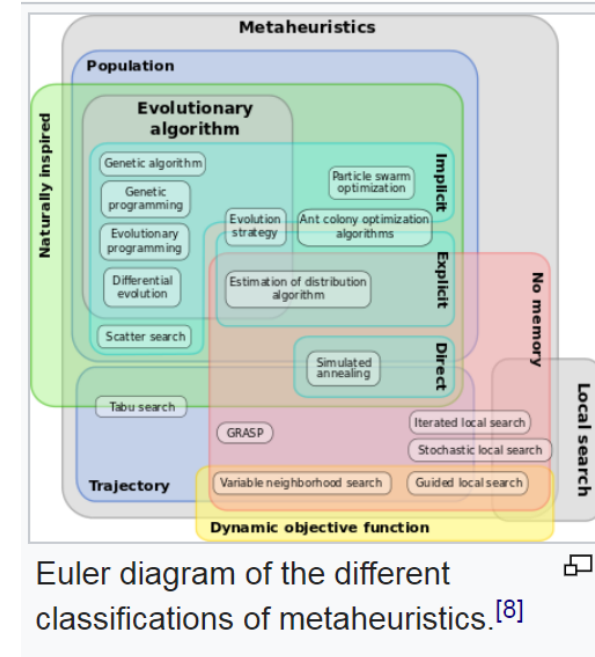 Metaheuristics
Population
Naturally inspired
Evolutionary
algorithm
Implicit
Genetic algorithm
Particle swarm
optimization
Genetic
programming
Evolution
strategy
Ant colony optimization
algorithms
Evolutionary
programming
Explicit
No memory
Differential
evolution
Estimation of distribution
algorithm
Scatter search
Direct
Simulated
annealing
Local search
Tabu search
GRASP
Iterated local search
Stochastic local search
Trajectory
Variable neighborhood search
Guided local search
Dynamic objective function
Euler diagram of the different
classifications of metaheuristics.[8]